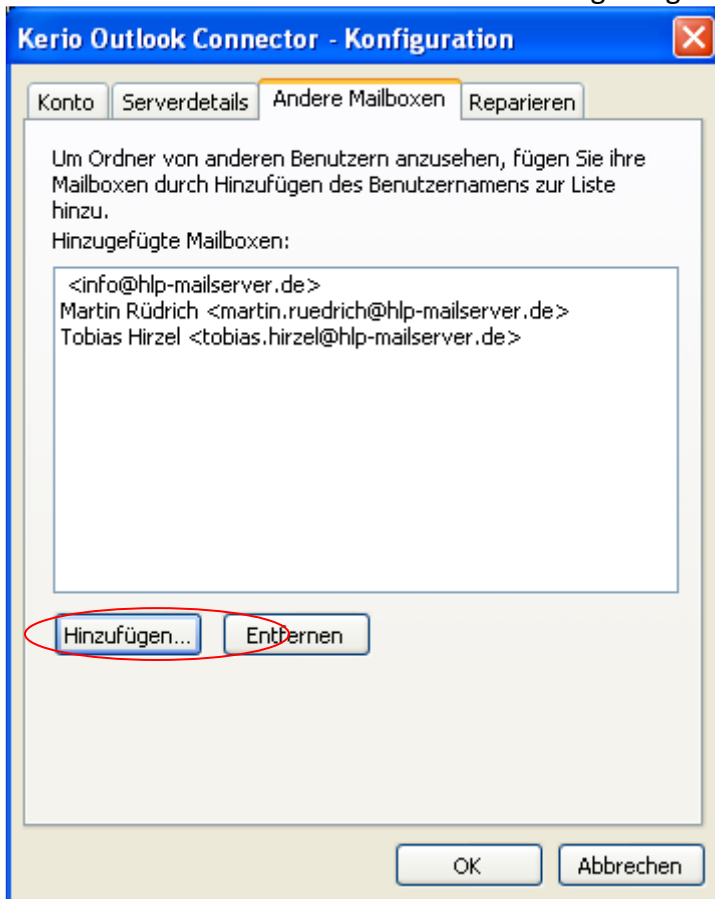 Kerio Outlook Connector - Konfiguration
Konto Serverdetails Andere Mailboxen Reparieren
Um Ordner von anderen Benutzern anzusehen, fügen Sie ihre
Mailboxen durch Hinzufügen des Benutzernamens zur Liste
hinzu.
Hinzugefügte Mailboxen:
<info@hlp-mailserver.de>
Martin Rüdrich <martin.ruedrich@hlp-mailserver.de>
Tobias Hirzel <tobias.hirzel@hlp-mailserver.de>
Hinzufügen... Entfernen
OK Abbrechen